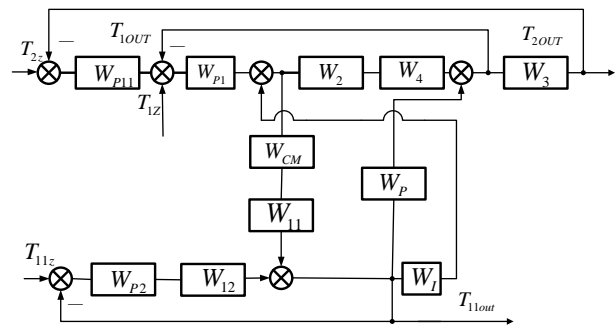 T2z
—
WP11
T1OUT
—
T1Z
WP1
W2
W4
W3
T2OUT
WCM
WP
W11
T11z
WP2
W12
WI
—
T11out